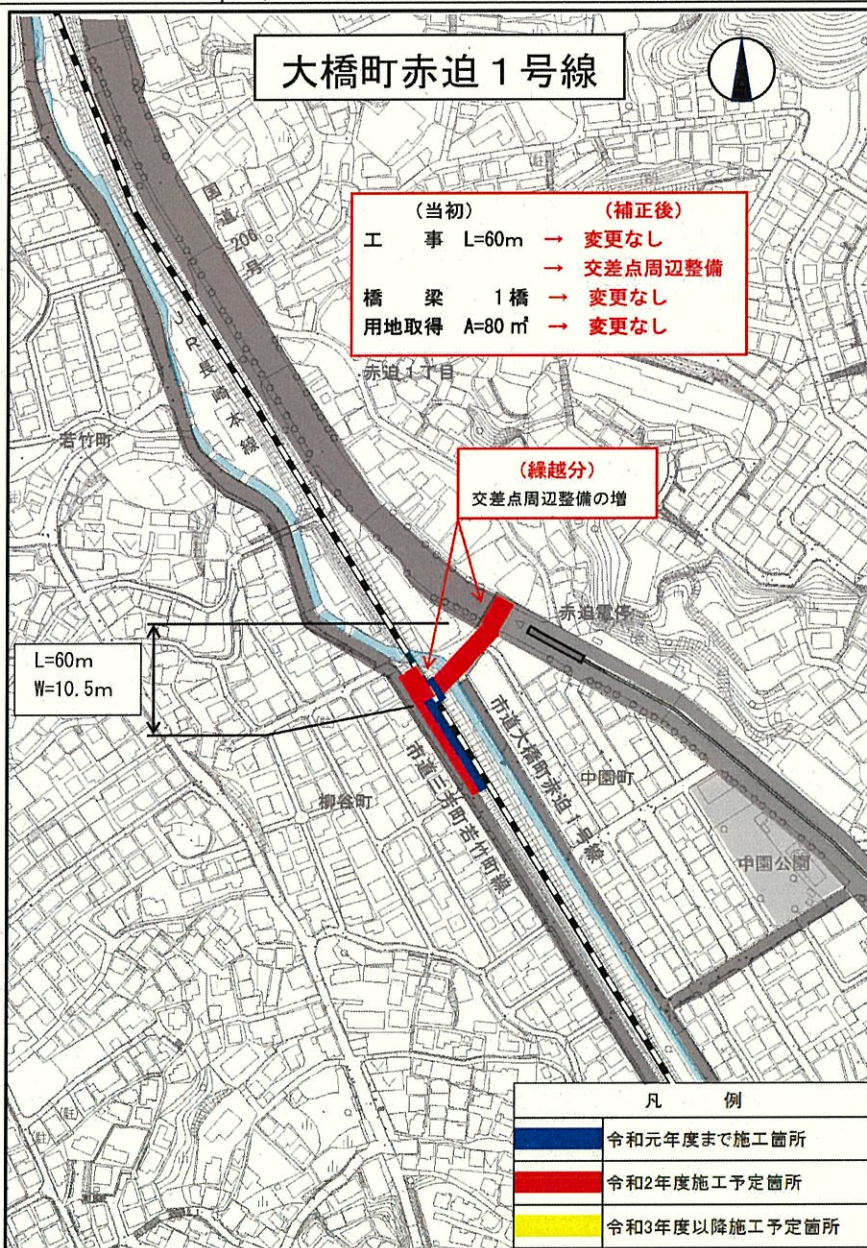 大橋町赤迫１号線
（当初） （補正後）
工　事 L=60m → 変更なし
→ 交差点周辺整備
橋　梁 1橋 → 変更なし
用地取得 A=80㎡ → 変更なし
国道206号
JR長崎本線
赤迫1丁目
若竹町
（繰越分）
交差点周辺整備の増
赤迫電停
L=60m
W=10.5m
市道大橋町赤迫1号線
中園町
市道三芳町若竹町線
柳谷町
中園公園
凡　例
令和元年度まで施工箇所
令和2年度施工予定箇所
令和3年度以降施工予定箇所